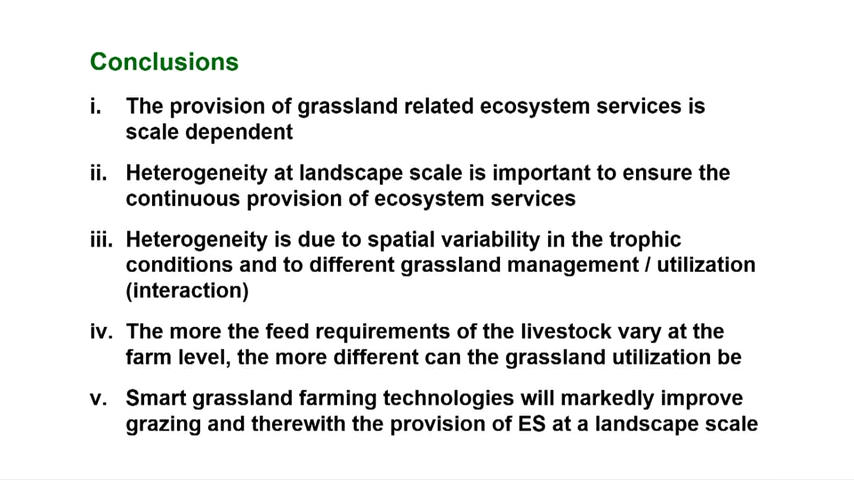 Conclusions
i. The provision of grassland related ecosystem services is
scale dependent
ii. Heterogeneity at landscape scale is important to ensure the
continuous provision of ecosystem services
iii. Heterogeneity is due to spatial variability in the trophic
conditions and to different grassland management / utilization
(interaction)
iv. The more the feed requirements of the livestock vary at the
farm level, the more different can the grassland utilization be
v. Smart grassland farming technologies will markedly improve
grazing and therewith the provision of ES at a landscape scale